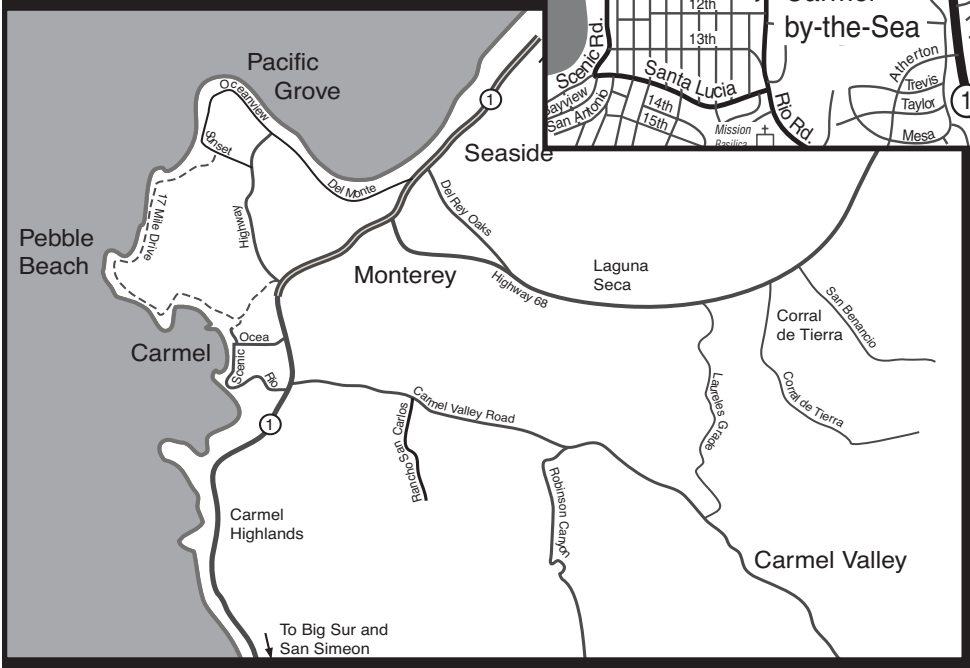 12th
Carmel-
by-the-Sea
13th
Scenic Rd.
Santa Lucia
Atherton
Trevis
Taylor
Mesa
1
San Antonio
14th
15th
Mission
Rio Rd.
Pacific
Grove
Oceanview
Sunset
1
Seaside
Del Monte
Del Rey Oaks
17 Mile Drive
Highway
Pebble
Beach
Monterey
Highway 68
Laguna
Seca
San Benancio
Corral
de Tierra
Corral de Tierra
Carmel
Ocea
Scenic
Rio
1
Carmel Valley Road
Rancho San Carlos
Laureles Grade
Robinson Canyon
Carmel
Highlands
Carmel Valley
To Big Sur and
San Simeon